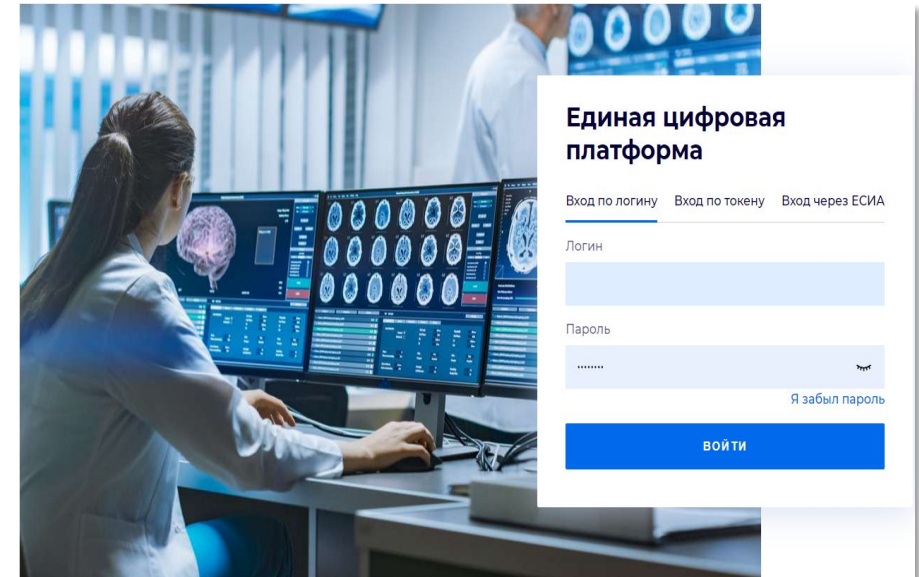 Единая цифровая
платформа
Вход по логину Вход по токену Вход через ЕСИА
Логин
Пароль
Я забыл пароль
ВОЙТИ